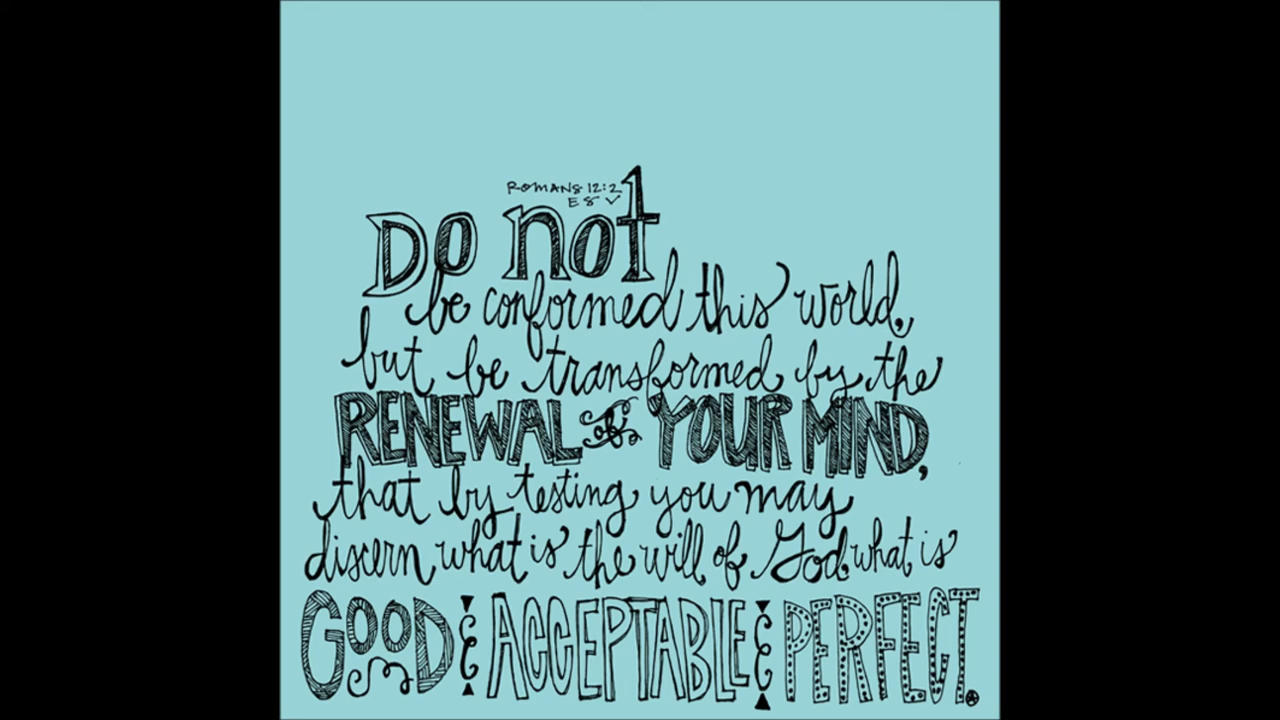 ROMANS 12:2
ESV
Do not
be conformed this world,
but be transformed by the
RENEWAL of YOUR MIND,
that by testing you may
discern what is the will of God, what is
GOOD & ACCEPTABLE & PERFECT.